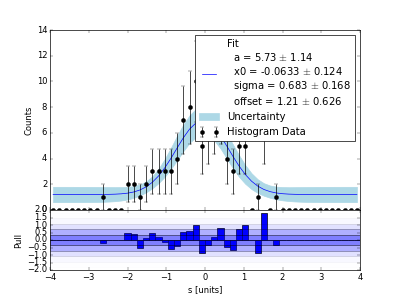 14
12
10
8
6
4
2
Counts
Fit
a = 5.73 ± 1.14
x0 = -0.0633 ± 0.124
sigma = 0.683 ± 0.168
offset = 1.21 ± 0.626
Uncertainty
Histogram Data
2.0
1.5
1.0
0.5
0.0
−0.5
−1.0
−1.5
−2.0
Pull
−4 −3 −2 −1 0 1 2 3 4
s [units]